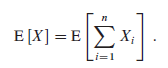 E [X] = E [ ∑_{i=1}^{n} X_i ] .